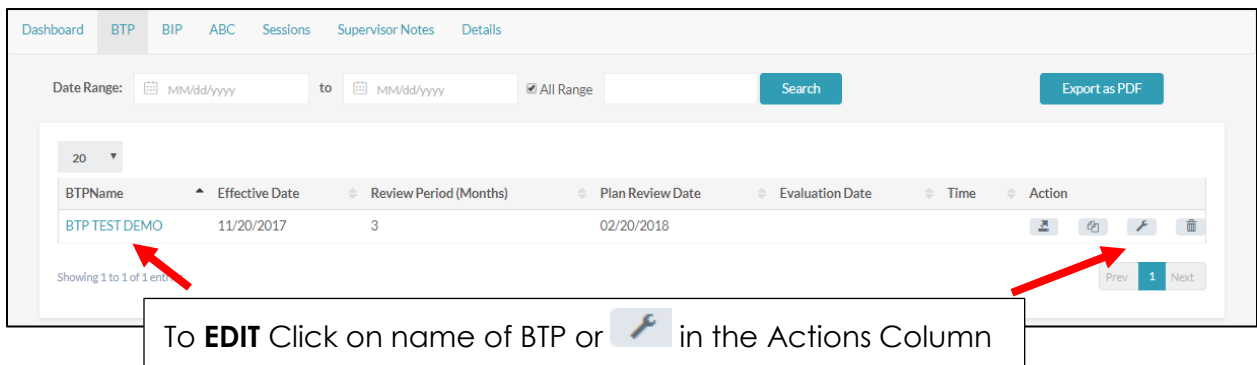 Dashboard BTP BIP ABC Sessions Supervisor Notes Details
Date Range: MM/dd/yyyy to MM/dd/yyyy All Range Search Export as PDF
20
BTPName Effective Date Review Period (Months) Plan Review Date Evaluation Date Time Action
BTP TEST DEMO 11/20/2017 3 02/20/2018
Showing 1 to 1 of 1 Prev 1 Next
To EDIT Click on name of BTP or in the Actions Column